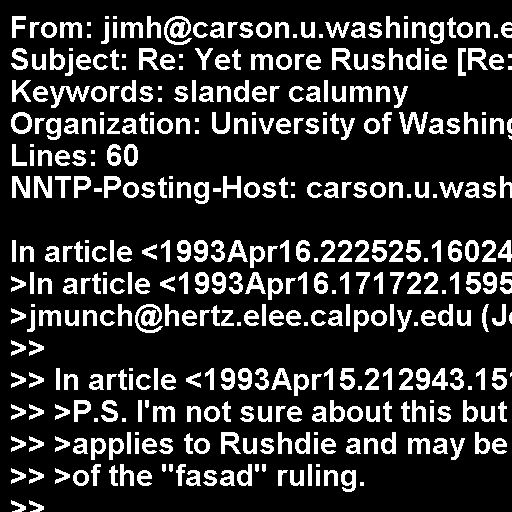 From: jimh@carson.u.washington.e
Subject: Re: Yet more Rushdie [Re:
Keywords: slander calumny
Organization: University of Washing
Lines: 60
NNTP-Posting-Host: carson.u.wash
In article <1993Apr16.222525.16024
>In article <1993Apr16.171722.1595
>jmunch@hertz.elee.calpoly.edu (Je
>>
>> In article <1993Apr15.212943.151
>> >P.S. I'm not sure about this but
>> >applies to Rushdie and may be
>> >of the "fasad" ruling.
>>